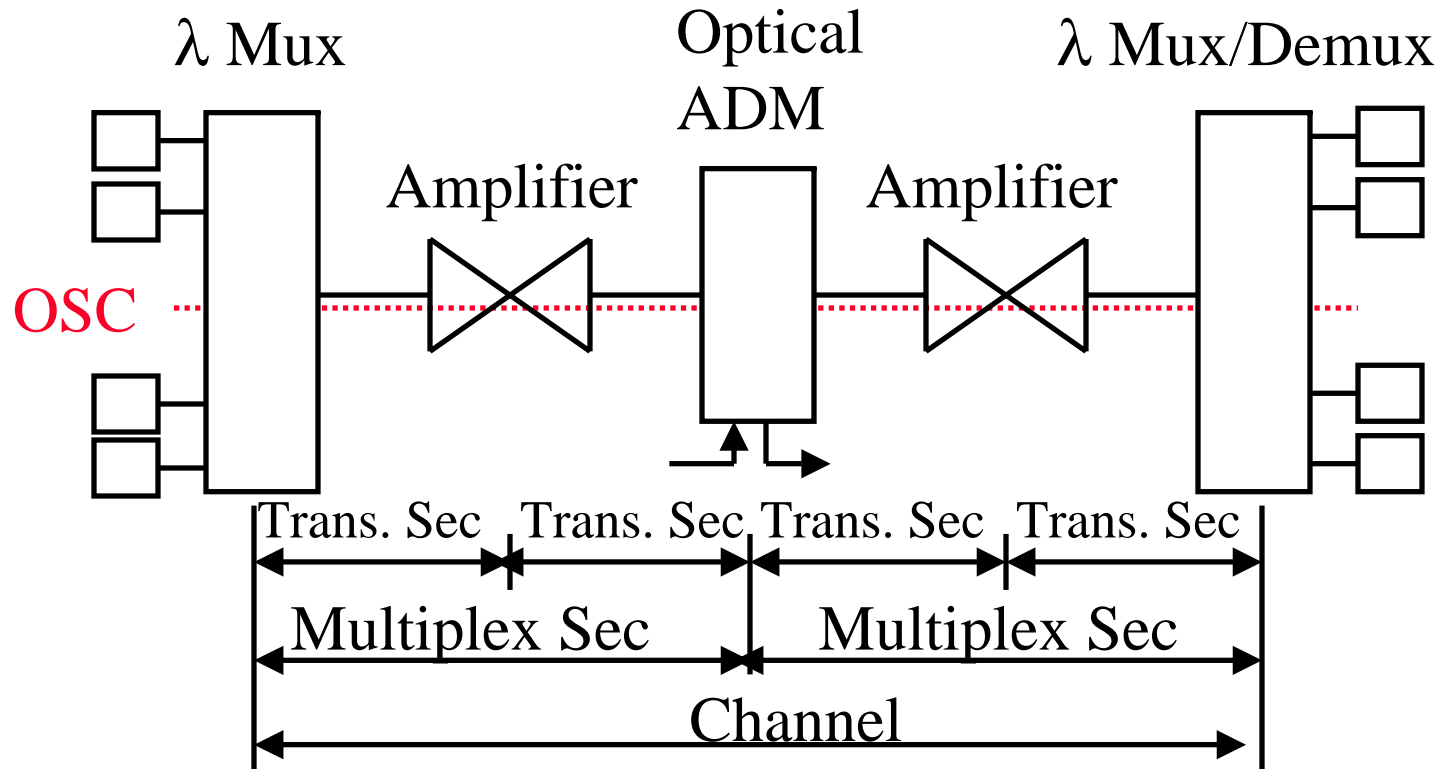 λ Mux
Optical
ADM
λ Mux/Demux
Amplifier
Amplifier
OSC
Trans. Sec
Trans. Sec
Trans. Sec
Trans. Sec
Multiplex Sec
Multiplex Sec
Channel